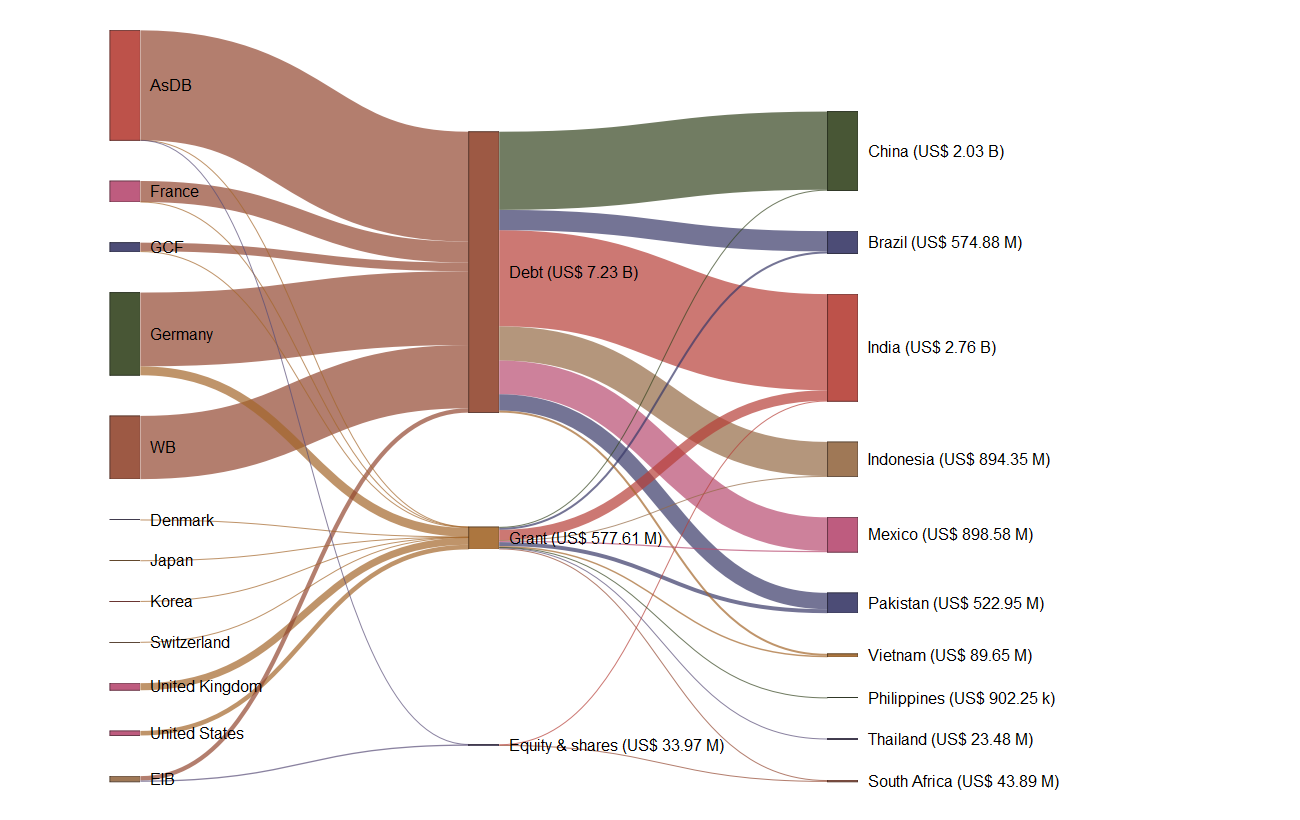 AsDB
France
GCF
Germany
WB
Denmark
Japan
Korea
Switzerland
United Kingdom
United States
EIB
Debt (US$ 7.23 B)
Grant (US$ 577.61 M)
Equity & shares (US$ 33.97 M)
China (US$ 2.03 B)
Brazil (US$ 574.88 M)
India (US$ 2.76 B)
Indonesia (US$ 894.35 M)
Mexico (US$ 898.58 M)
Pakistan (US$ 522.95 M)
Vietnam (US$ 89.65 M)
Philippines (US$ 902.25 k)
Thailand (US$ 23.48 M)
South Africa (US$ 43.89 M)